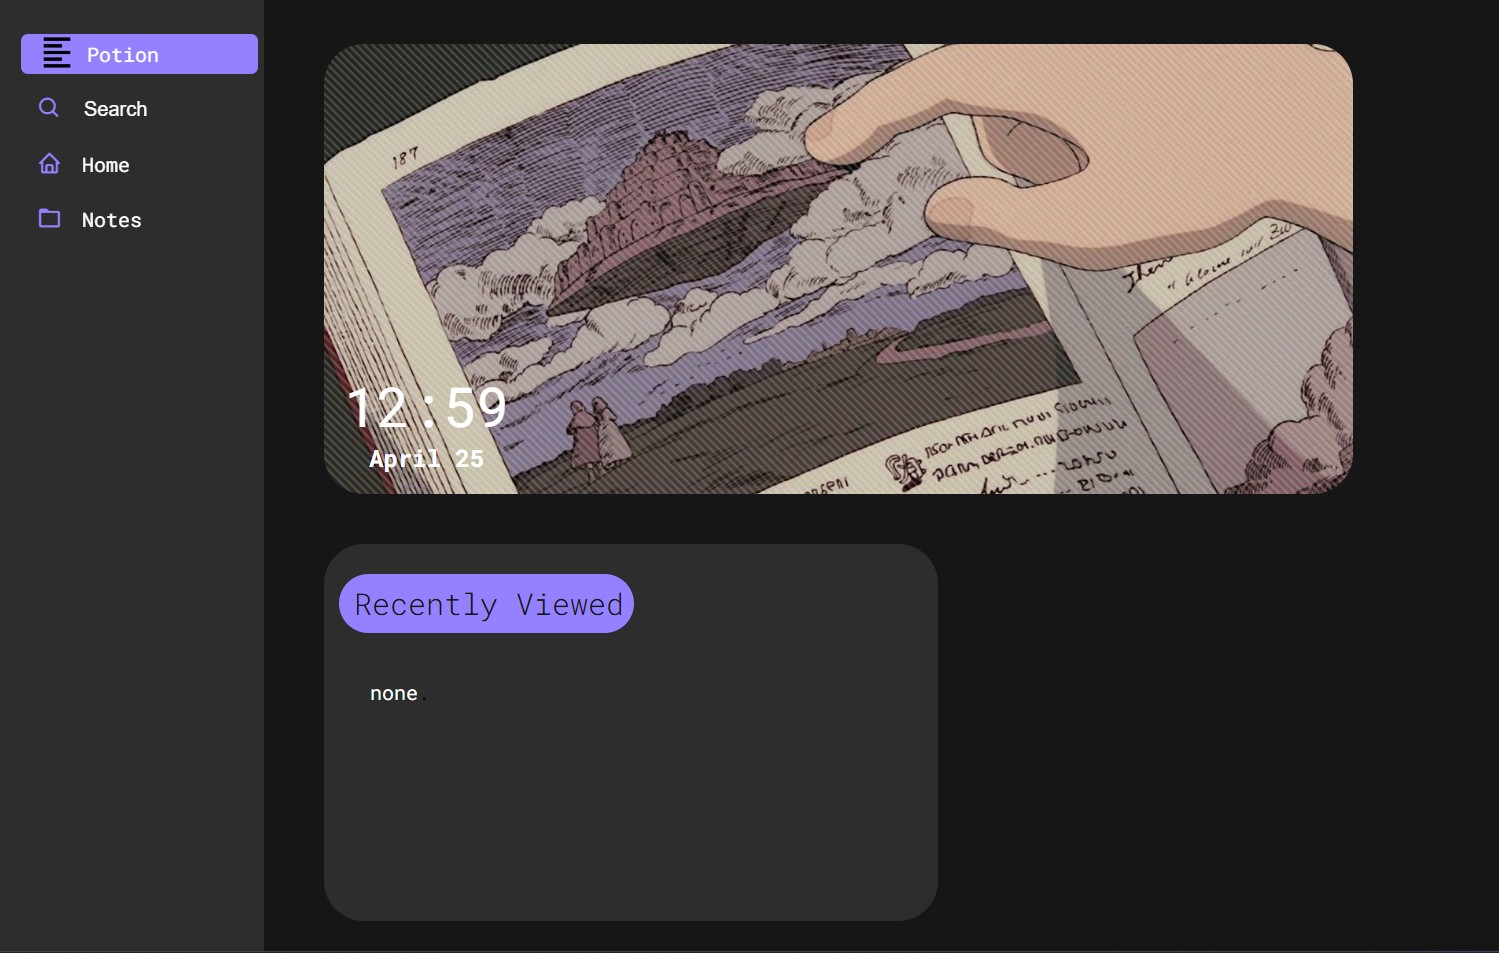 Potion
Search
Home
Notes
187
12:59
April 25
Recently Viewed
none.